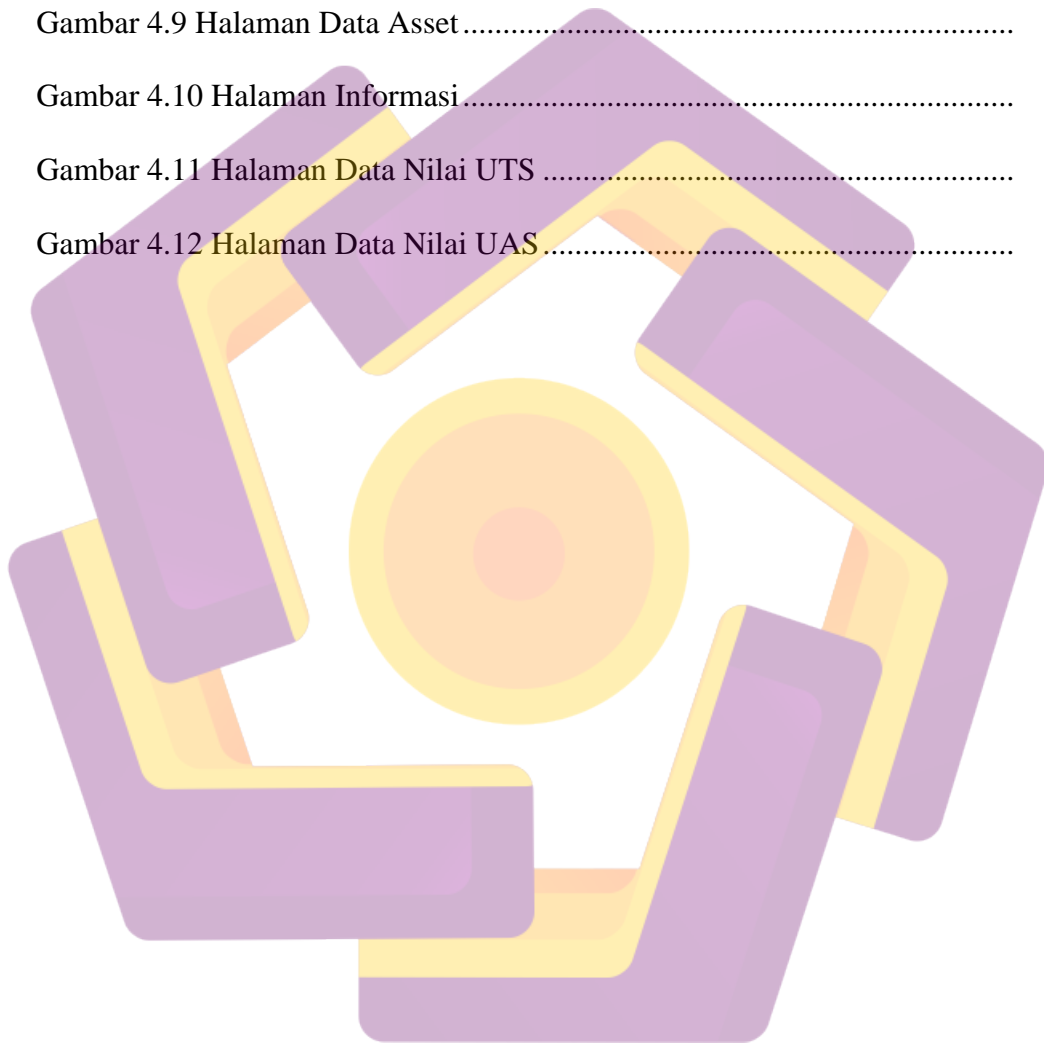 Gambar 4.9 Halaman Data Asset ....................................................................
Gambar 4.10 Halaman Informasi ....................................................................
Gambar 4.11 Halaman Data Nilai UTS ..........................................................
Gambar 4.12 Halaman Data Nilai UAS ..........................................................